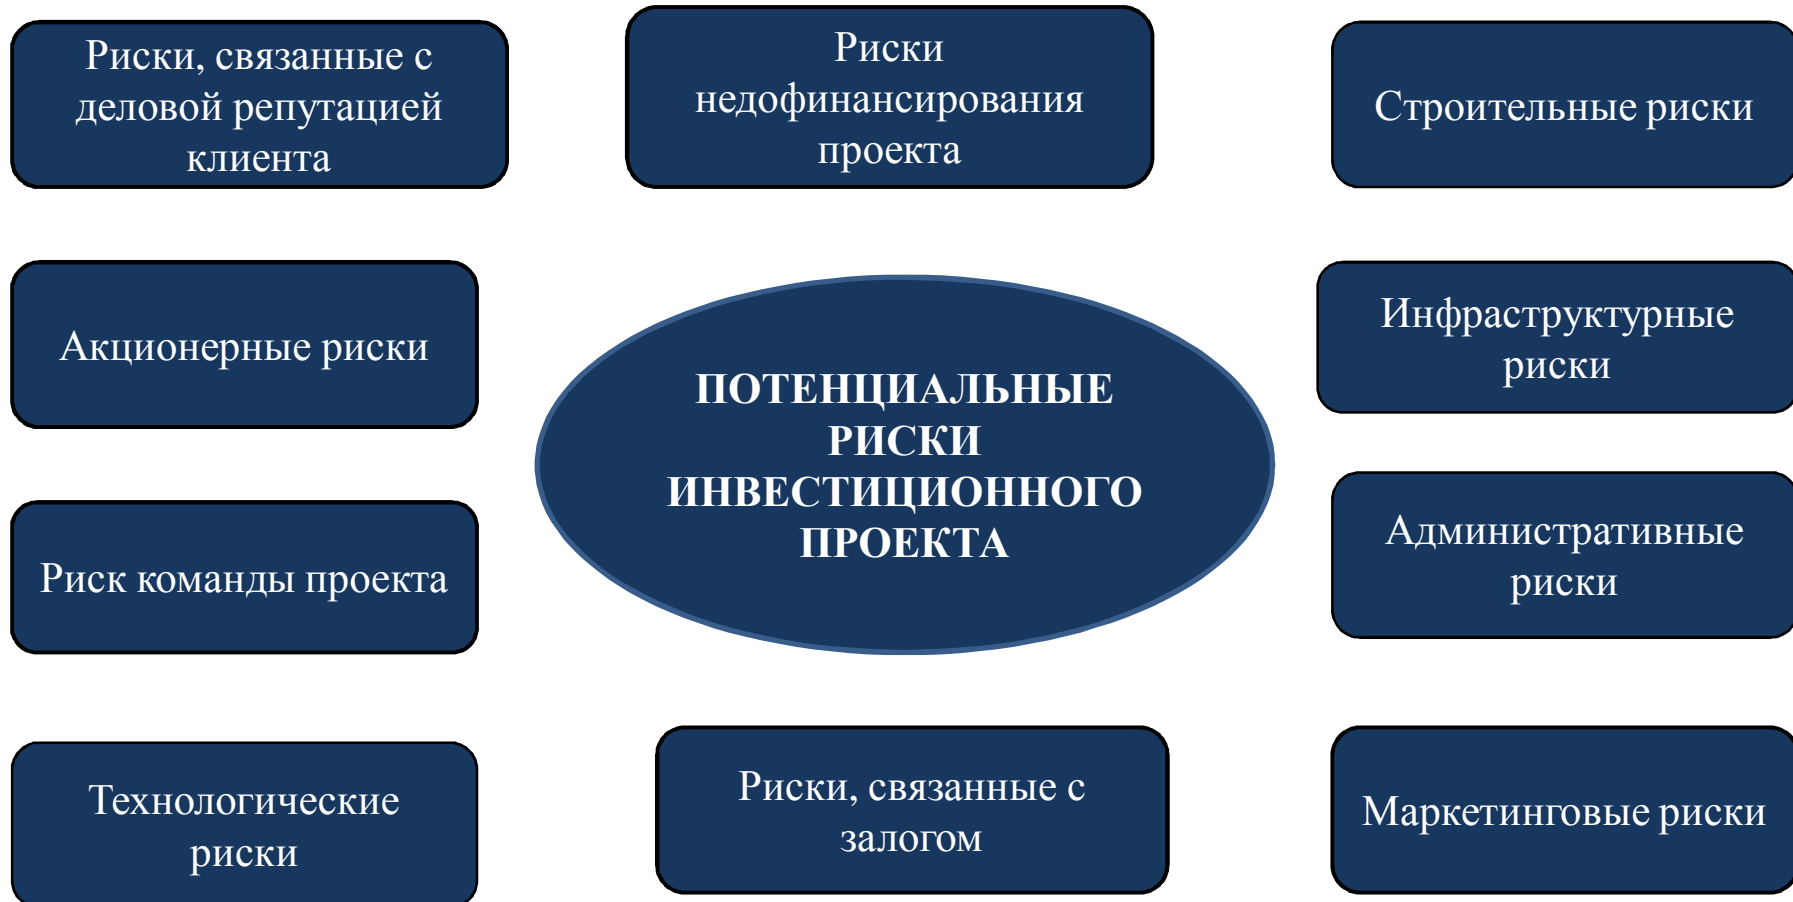 Риски, связанные с
деловой репутацией
клиента
Риски
недофинансирования
проекта
Строительные риски
Акционерные риски
ПОТЕНЦИАЛЬНЫЕ
РИСКИ
ИНВЕСТИЦИОННОГО
ПРОЕКТА
Инфраструктурные
риски
Риск команды проекта
Административные
риски
Технологические
риски
Риски, связанные с
залогом
Маркетинговые риски